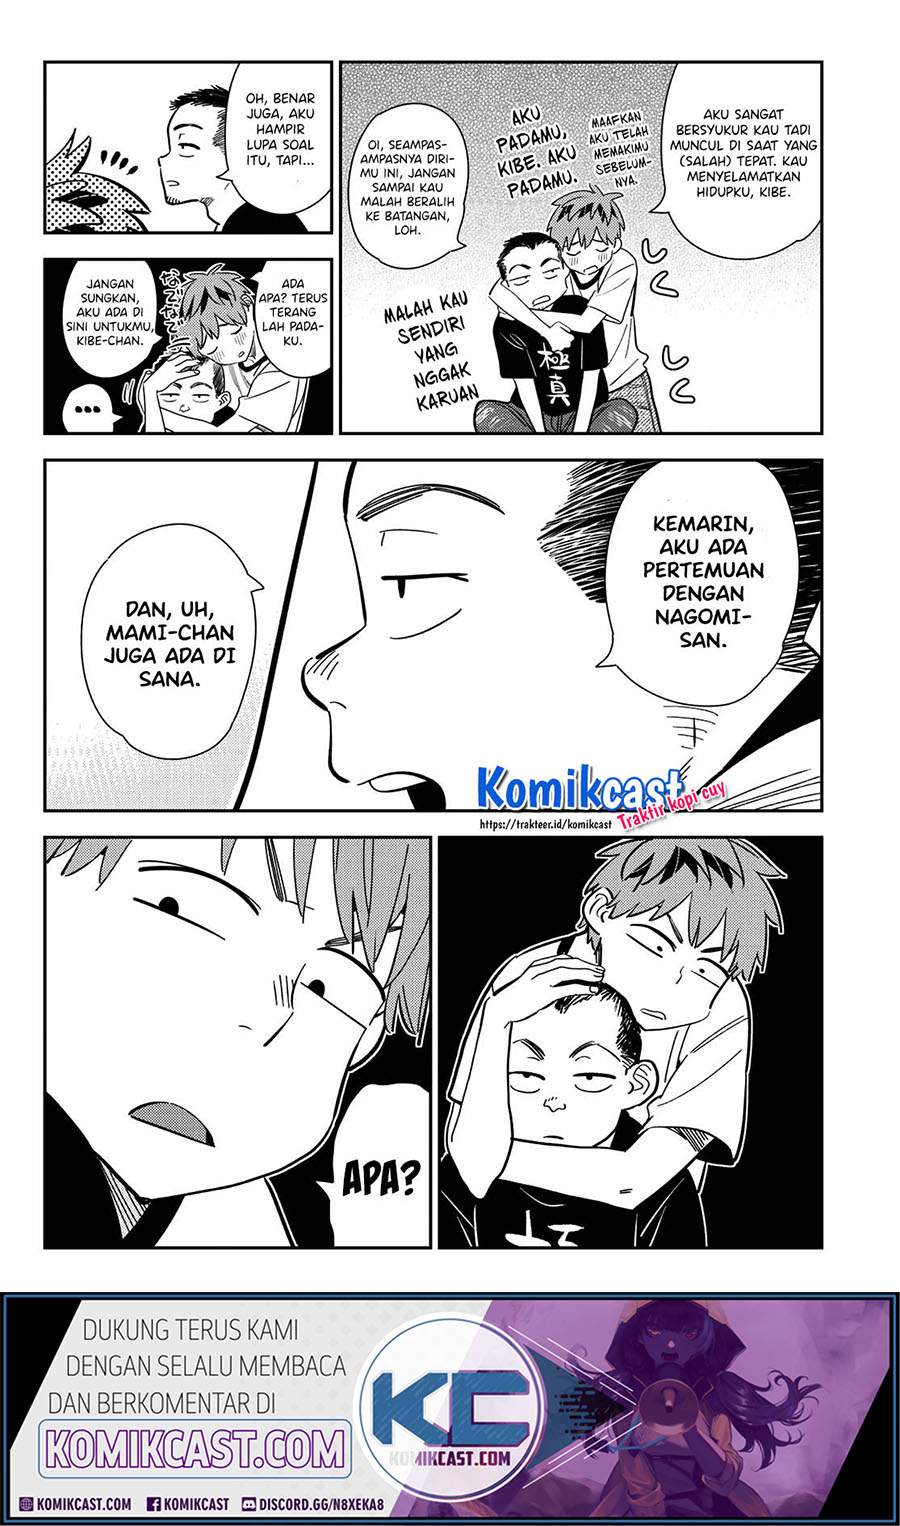 AKU SANGAT
BERSYUKUR KAU TADI
MUNCUL DI SAAT YANG
(SALAH) TEPAT. KAU
MENYELAMATKAN
HIDUPKU, KIBE.
MAAFKAN
AKU TELAH
MEMAKIMU
SEBELUM-
NYA.
AKU
PADAMU,
KIBE. AKU
PADAMU.
OI, SEAMPAS-
AMPASNYA DIRI-
MU INI, JANGAN
SAMPAI KAU
MALAH BERALIH
KE BATANGAN,
LOH.
MALAH KAU
SENDIRI
YANG
NGGAK
KARUAN
極真
OH, BENAR
JUGA, AKU
HAMPIR
LUPA SOAL
ITU, TAPI...
ADA
APA? TERUS
TERANG
LAH PADA-
KU.
JANGAN
SUNGKAN,
AKU ADA DI
SINI UNTUKMU,
KIBE-CHAN.
なでなで
...
KEMARIN,
AKU ADA
PERTEMUAN
DENGAN
NAGOMI-
SAN.
DAN, UH,
MAMI-CHAN
JUGA ADA DI
SANA.
Komikcast
Traktir kopi cuy
https://trakteer.id/komikcast
APA?
DUKUNG TERUS KAMI
DENGAN SELALU MEMBACA
DAN BERKOMENTAR DI
KOMIKCAST.COM
KC
KOMIKCAST.COM
KOMIKCAST.COM KOMIKCAST DISCORD.GG/N8XEKA8